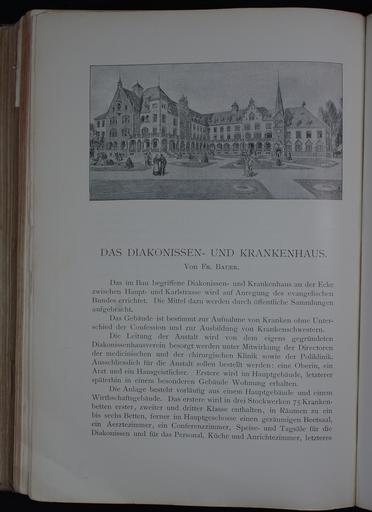 DAS DIAKONISSEN- UND KRANKENHAUS.
Von Fr. Bauer.
Das im Bau begriffene Diakonissen- und Krankenhaus an der Ecke
zwischen Haupt- und Karlstrasse wird auf Anregung des evangelischen
Bundes errichtet. Die Mittel dazu werden durch öffentliche Sammlungen
aufgebracht.
Das Gebäude ist bestimmt zur Aufnahme von Kranken ohne Unter-
schied der Confession und zur Ausbildung von Krankenschwestern.
Die Leitung der Anstalt wird von dem eigens gegründeten
Diakonissenhausverein besorgt werden unter Mitwirkung der Directoren
der medicinischen und der chirurgischen Klinik sowie der Poliklinik.
Ausschliesslich für die Anstalt sollen bestellt werden: eine Oberin, ein
Arzt und ein Hausgeistlicher. Erstere wird im Hauptgebäude, letzterer
späterhin in einem besonderen Gebäude Wohnung erhalten.
Die Anlage besteht vorläufig aus einem Hauptgebäude und einem
Wirthschaftsgebäude. Das erstere wird in drei Stockwerken 75 Kranken-
betten erster, zweiter und dritter Klasse enthalten, in Räumen zu ein
bis sechs Betten, ferner im Hauptgeschosse einen geräumigen Beetsaal,
ein Aerztezimmer, ein Conferenzzimmer, Speise- und Tagsäle für die
Diakonissen und für das Personal, Küche und Anrichtezimmer, letzteres